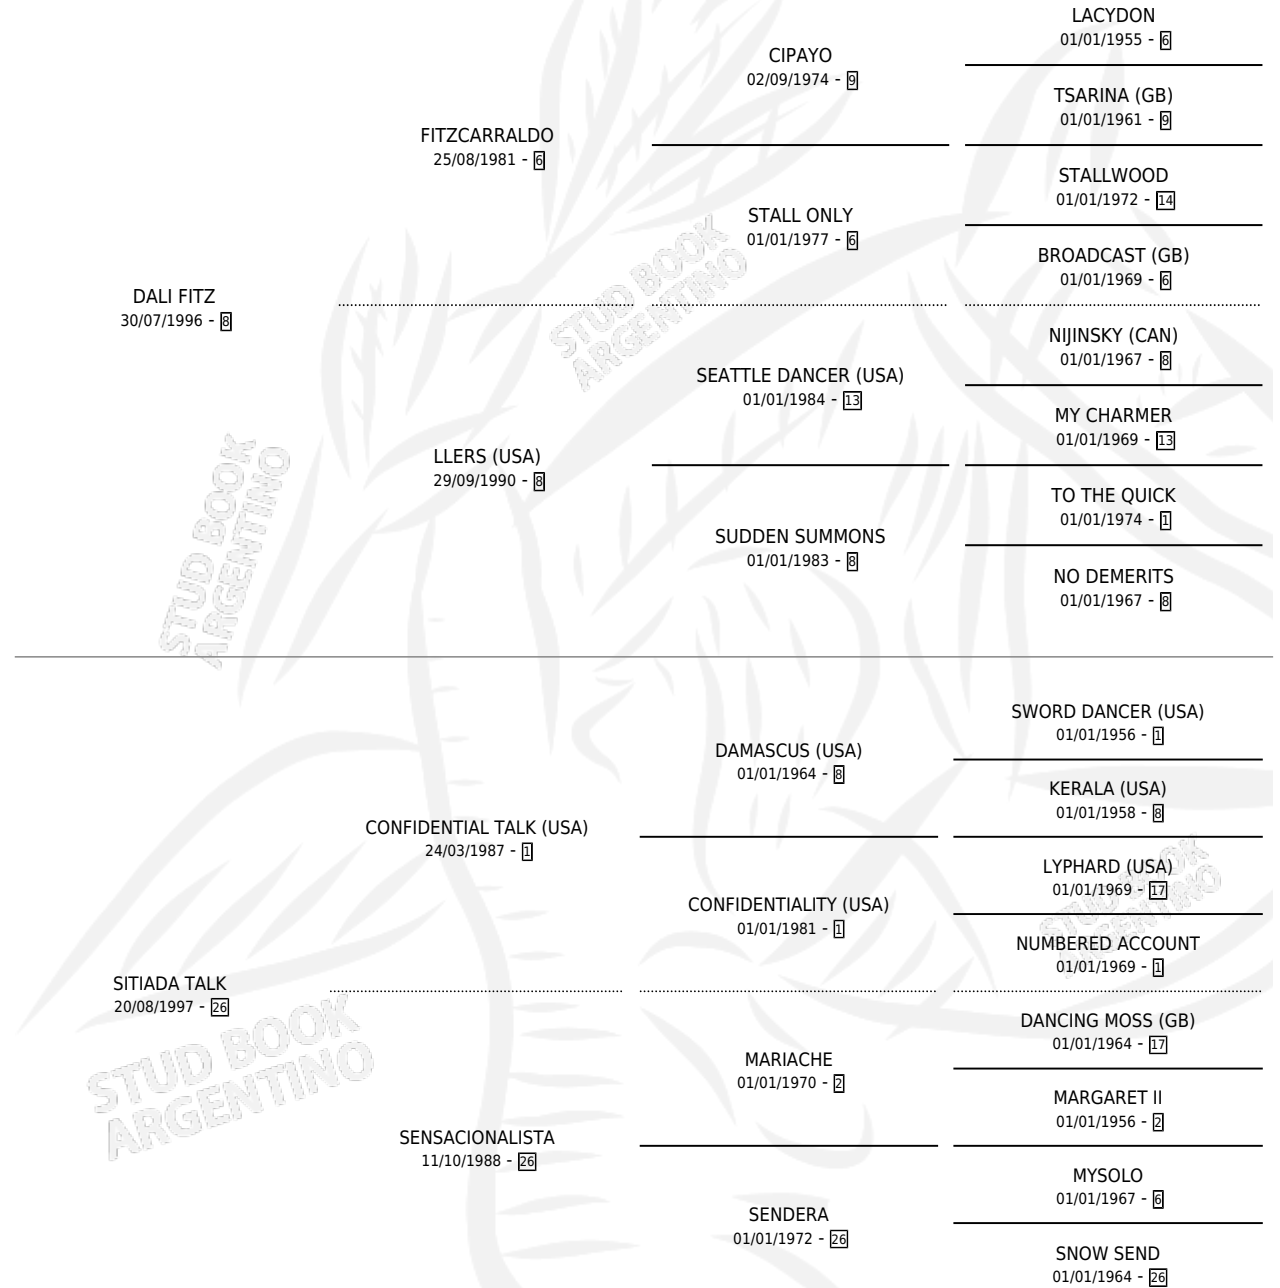 LACYDON
01/01/1955 - 6
CIPAYO
02/09/1974 - 9
TSARINA (GB)
01/01/1961 - 9
FITZCARRALDO
25/08/1981 - 6
STALLWOOD
01/01/1972 - 14
STALL ONLY
01/01/1977 - 6
BROADCAST (GB)
01/01/1969 - 6
DALI FITZ
30/07/1996 - 8
NIJINSKY (CAN)
01/01/1967 - 8
SEATTLE DANCER (USA)
01/01/1984 - 13
MY CHARMER
01/01/1969 - 13
LLERS (USA)
29/09/1990 - 8
TO THE QUICK
01/01/1974 - 1
SUDDEN SUMMONS
01/01/1983 - 8
NO DEMERITS
01/01/1967 - 8
STUD BOOK
ARGENTINO
STUD BOOK
ARGENTINO
SWORD DANCER (USA)
01/01/1956 - 1
DAMASCUS (USA)
01/01/1964 - 8
KERALA (USA)
01/01/1958 - 8
CONFIDENTIAL TALK (USA)
24/03/1987 - 1
LYPHARD (USA)
01/01/1969 - 17
CONFIDENTIALITY (USA)
01/01/1981 - 1
NUMBERED ACCOUNT
01/01/1969 - 1
SITIADA TALK
20/08/1997 - 26
DANCING MOSS (GB)
01/01/1964 - 17
MARIACHE
01/01/1970 - 2
MARGARET II
01/01/1956 - 2
SENSACIONALISTA
11/10/1988 - 26
MYSOLO
01/01/1967 - 6
SENDERA
01/01/1972 - 26
SNOW SEND
01/01/1964 - 26
STUD BOOK
ARGENTINO
STUD BOOK
ARGENTINO